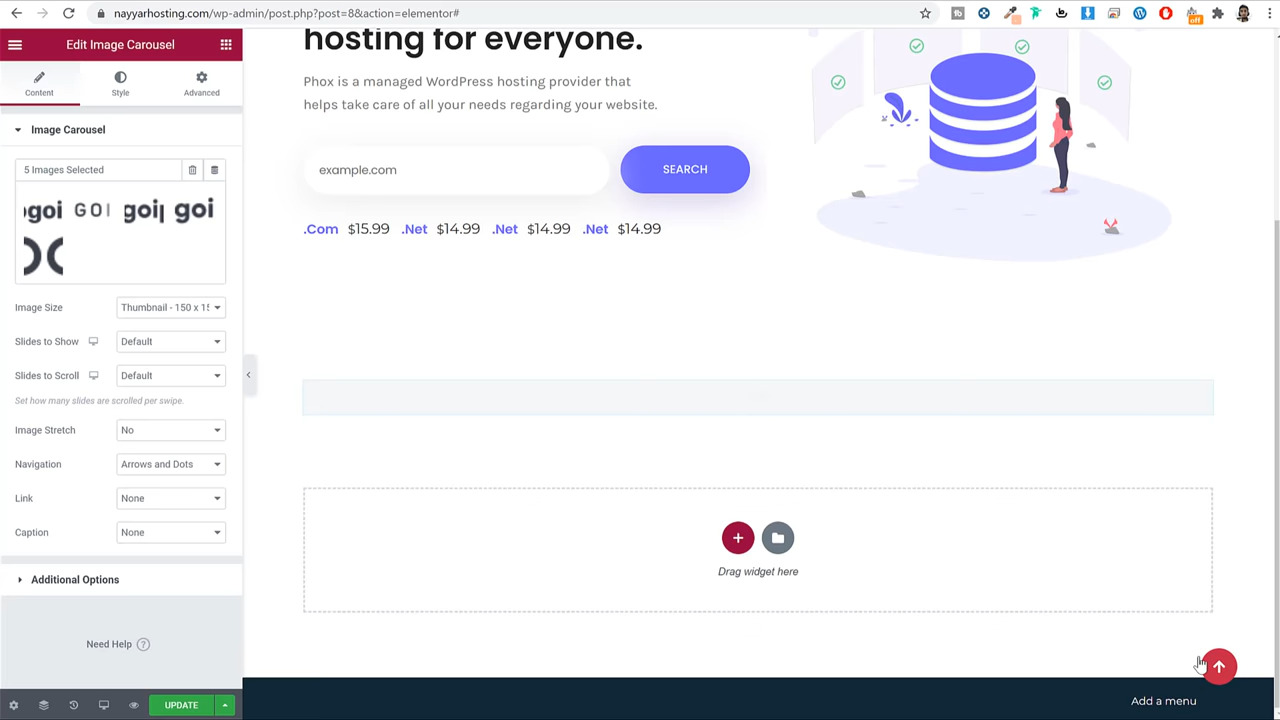 nayyarhosting.com/wp-admin/post.php?post=8&action=elementor#
off
Edit Image Carousel
Content
Style
Advanced
Image Carousel
5 Images Selected
goi GOI goi goi
Image Size
Thumbnail - 150 x 15
Slides to Show
Default
Slides to Scroll
Default
Set how many slides are scrolled per swipe.
Image Stretch
No
Navigation
Arrows and Dots
Link
None
Caption
None
Additional Options
Need Help ?
UPDATE
hosting for everyone.
Phox is a managed WordPress hosting provider that
helps take care of all your needs regarding your website.
example.com
SEARCH
.Com $15.99 .Net $14.99 .Net $14.99 .Net $14.99
Drag widget here
Add a menu